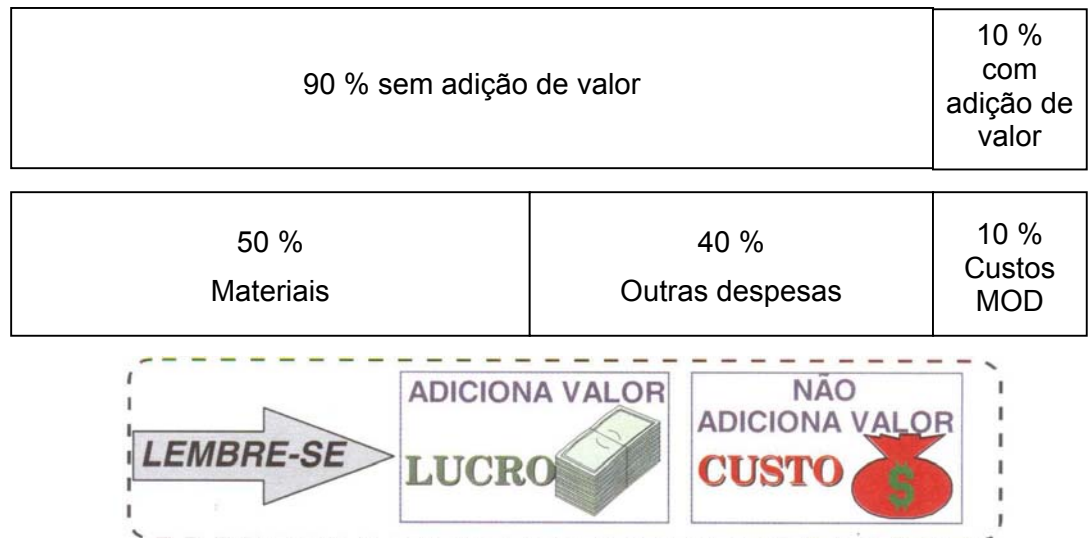 90 % sem adição de valor
10 %
com
adição de
valor
50 %
Materiais
40 %
Outras despesas
10 %
Custos
MOD
LEMBRE-SE
ADICIONA VALOR
LUCRO
NÃO
ADICIONA VALOR
CUSTO
$